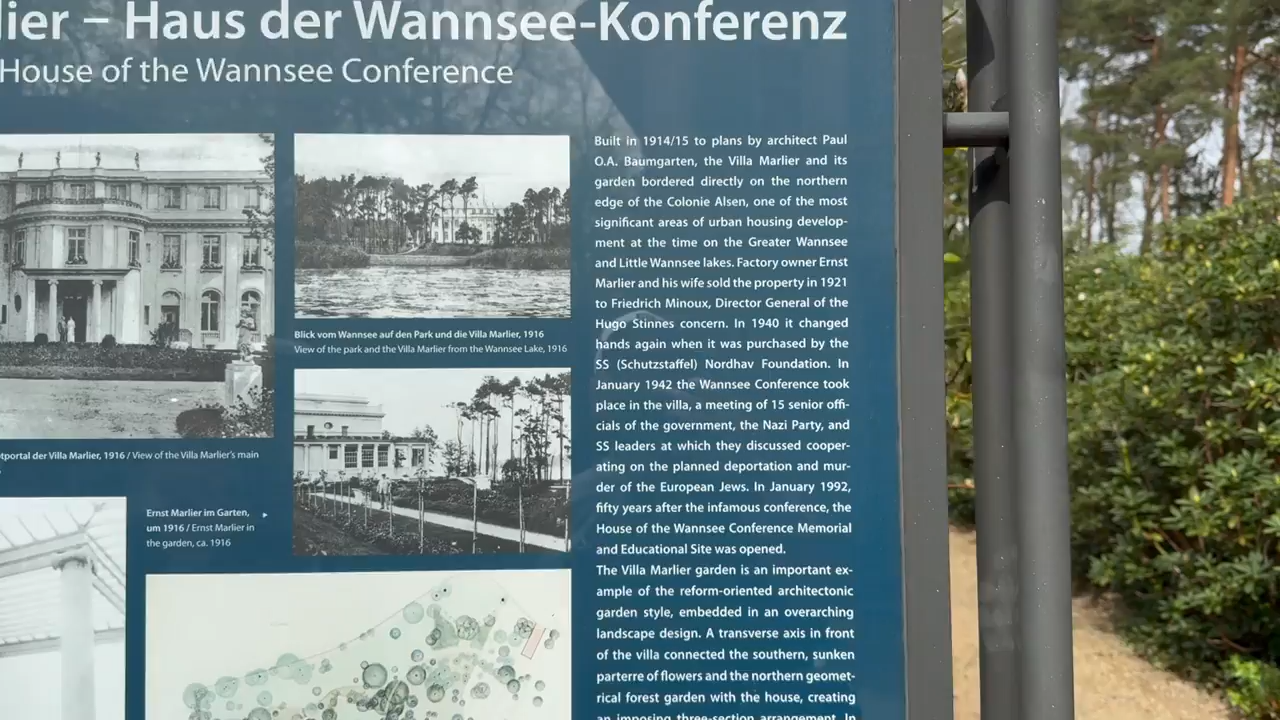 lier – Haus der Wannsee-Konferenz
House of the Wannsee Conference
Blick vom Wannsee auf den Park und die Villa Marlier, 1916
View of the park and the Villa Marlier from the Wannsee Lake, 1916
tportal der Villa Marlier, 1916 / View of the Villa Marlier's main
Ernst Marlier im Garten,
um 1916 / Ernst Marlier in
the garden, ca. 1916
Built in 1914/15 to plans by architect Paul
O.A. Baumgarten, the Villa Marlier and its
garden bordered directly on the northern
edge of the Colonie Alsen, one of the most
significant areas of urban housing develop-
ment at the time on the Greater Wannsee
and Little Wannsee lakes. Factory owner Ernst
Marlier and his wife sold the property in 1921
to Friedrich Minoux, Director General of the
Hugo Stinnes concern. In 1940 it changed
hands again when it was purchased by the
SS (Schutzstaffel) Nordhav Foundation. In
January 1942 the Wannsee Conference took
place in the villa, a meeting of 15 senior offi-
cials of the government, the Nazi Party, and
SS leaders at which they discussed cooper-
ating on the planned deportation and mur-
der of the European Jews. In January 1992,
fifty years after the infamous conference, the
House of the Wannsee Conference Memorial
and Educational Site was opened.
The Villa Marlier garden is an important ex-
ample of the reform-oriented architectonic
garden style, embedded in an overarching
landscape design. A transverse axis in front
of the villa connected the southern, sunken
parterre of flowers and the northern geomet-
rical forest garden with the house, creating
an imposing three-section arrangement. In